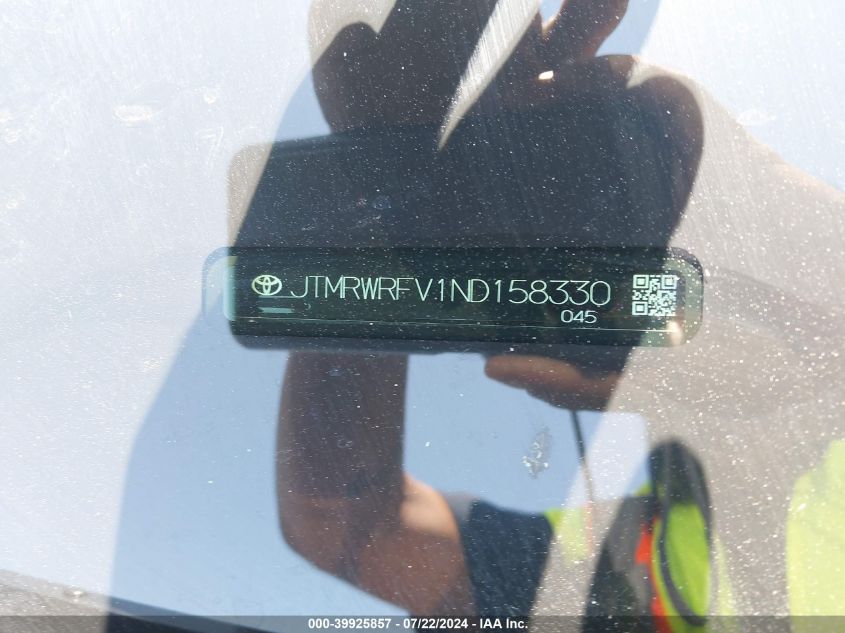 JTMRWRFV1ND158330
045
000-39925857 / 07/22/2024 - IAA Inc.